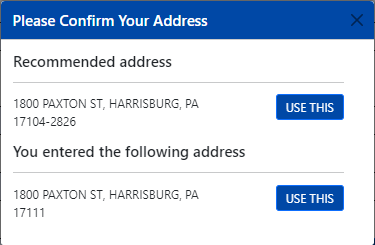 Please Confirm Your Address
Recommended address
1800 PAXTON ST, HARRISBURG, PA
17104-2826
USE THIS
You entered the following address
1800 PAXTON ST, HARRISBURG, PA
17111
USE THIS